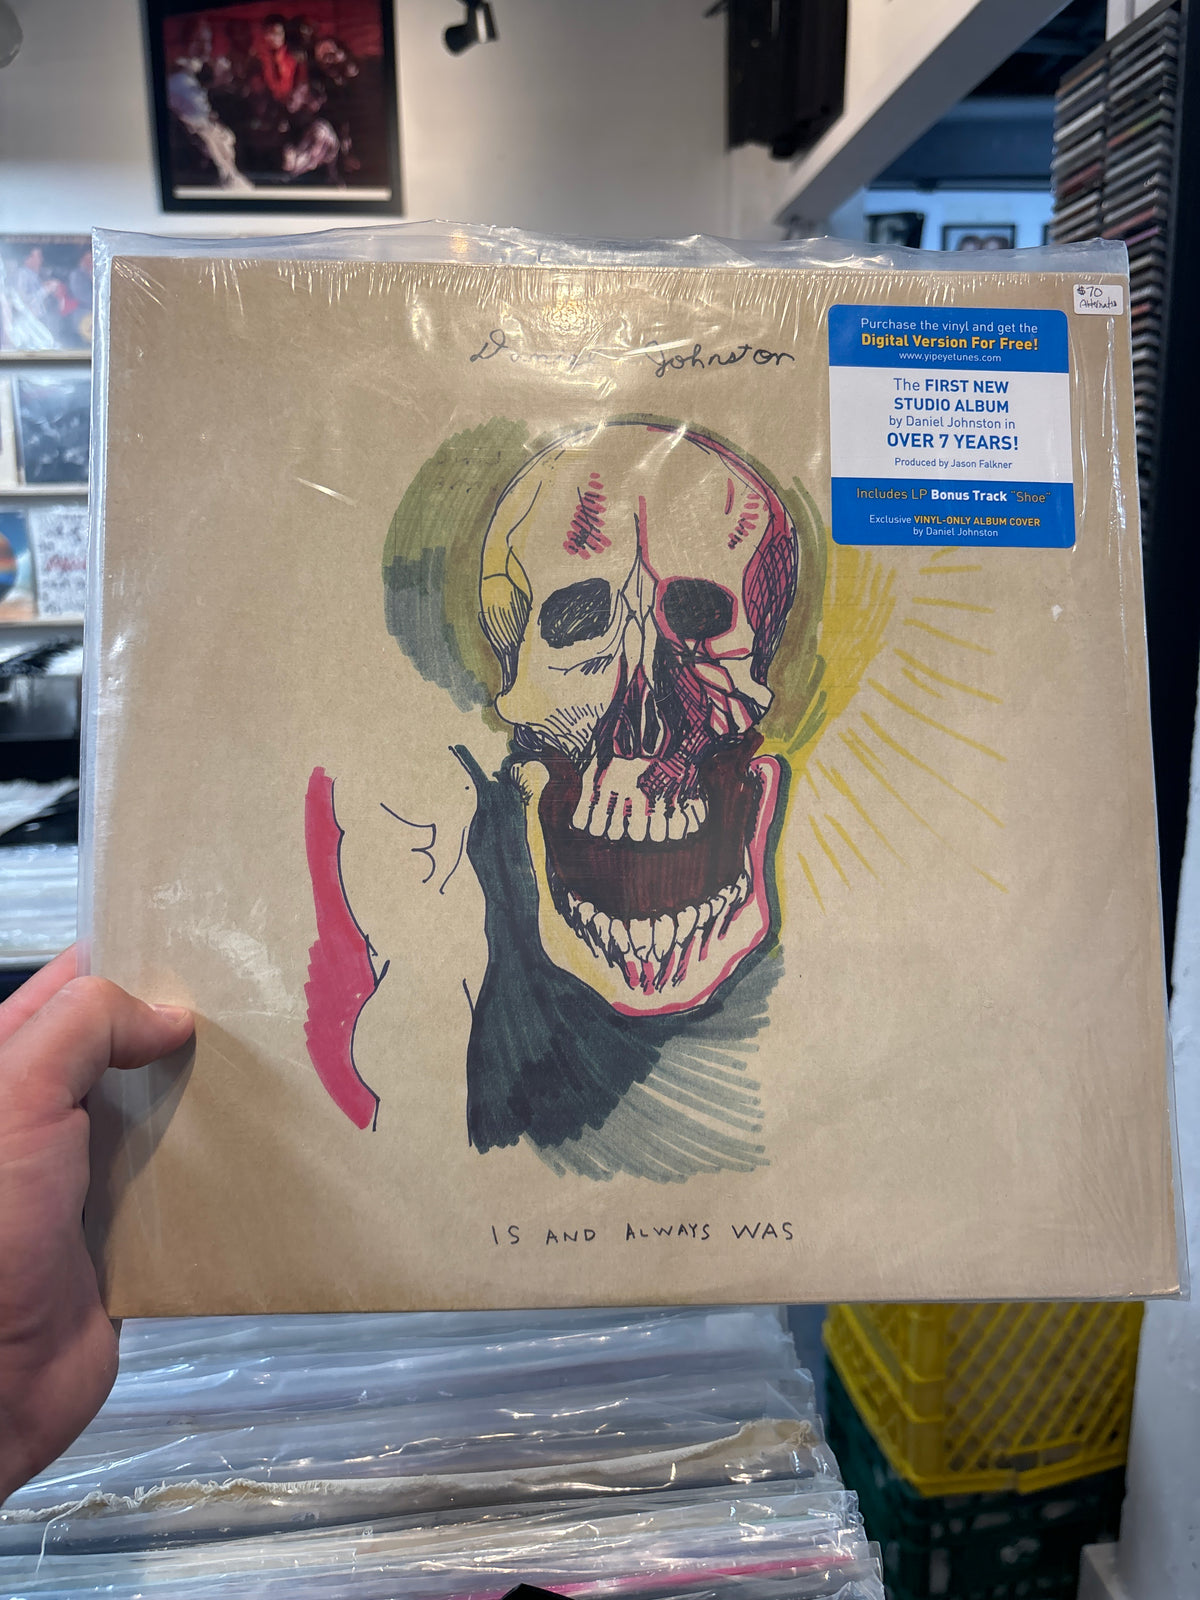 $70
Daniel Johnston
Purchase the vinyl and get the
Digital Version For Free!
www.yipeyetunes.com
The FIRST NEW
STUDIO ALBUM
by Daniel Johnston in
OVER 7 YEARS!
Produced by Jason Falkner
Includes LP Bonus Track "Shoe"
Exclusive VINYL-ONLY ALBUM COVER
by Daniel Johnston
IS AND ALWAYS WAS